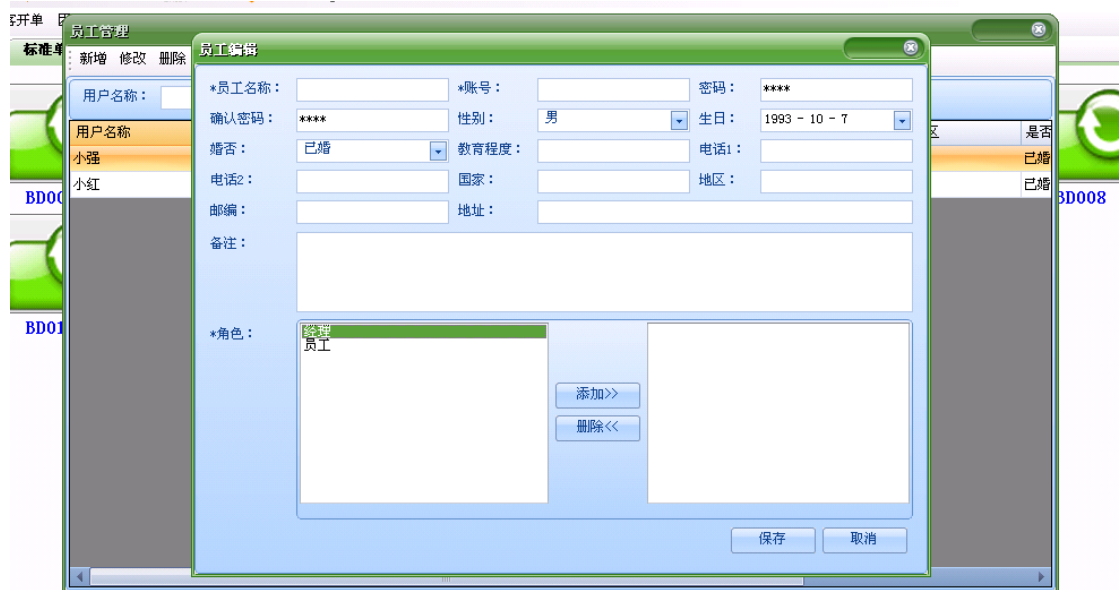 客开单
员工管理
标准单
新增 修改 删除
员工编辑
用户名称：
*员工名称：
*账号：
密码：
****
确认密码：
****
性别：
男
生日：
1993 - 10 - 7
用户名称
区
是否
婚否：
已婚
教育程度：
电话1：
小强
已婚
电话2：
国家：
地区：
小红
已婚
BD00
BD008
邮编：
地址：
备注：
BD01
*角色：
经理
员工
添加>>
删除<<
保存
取消